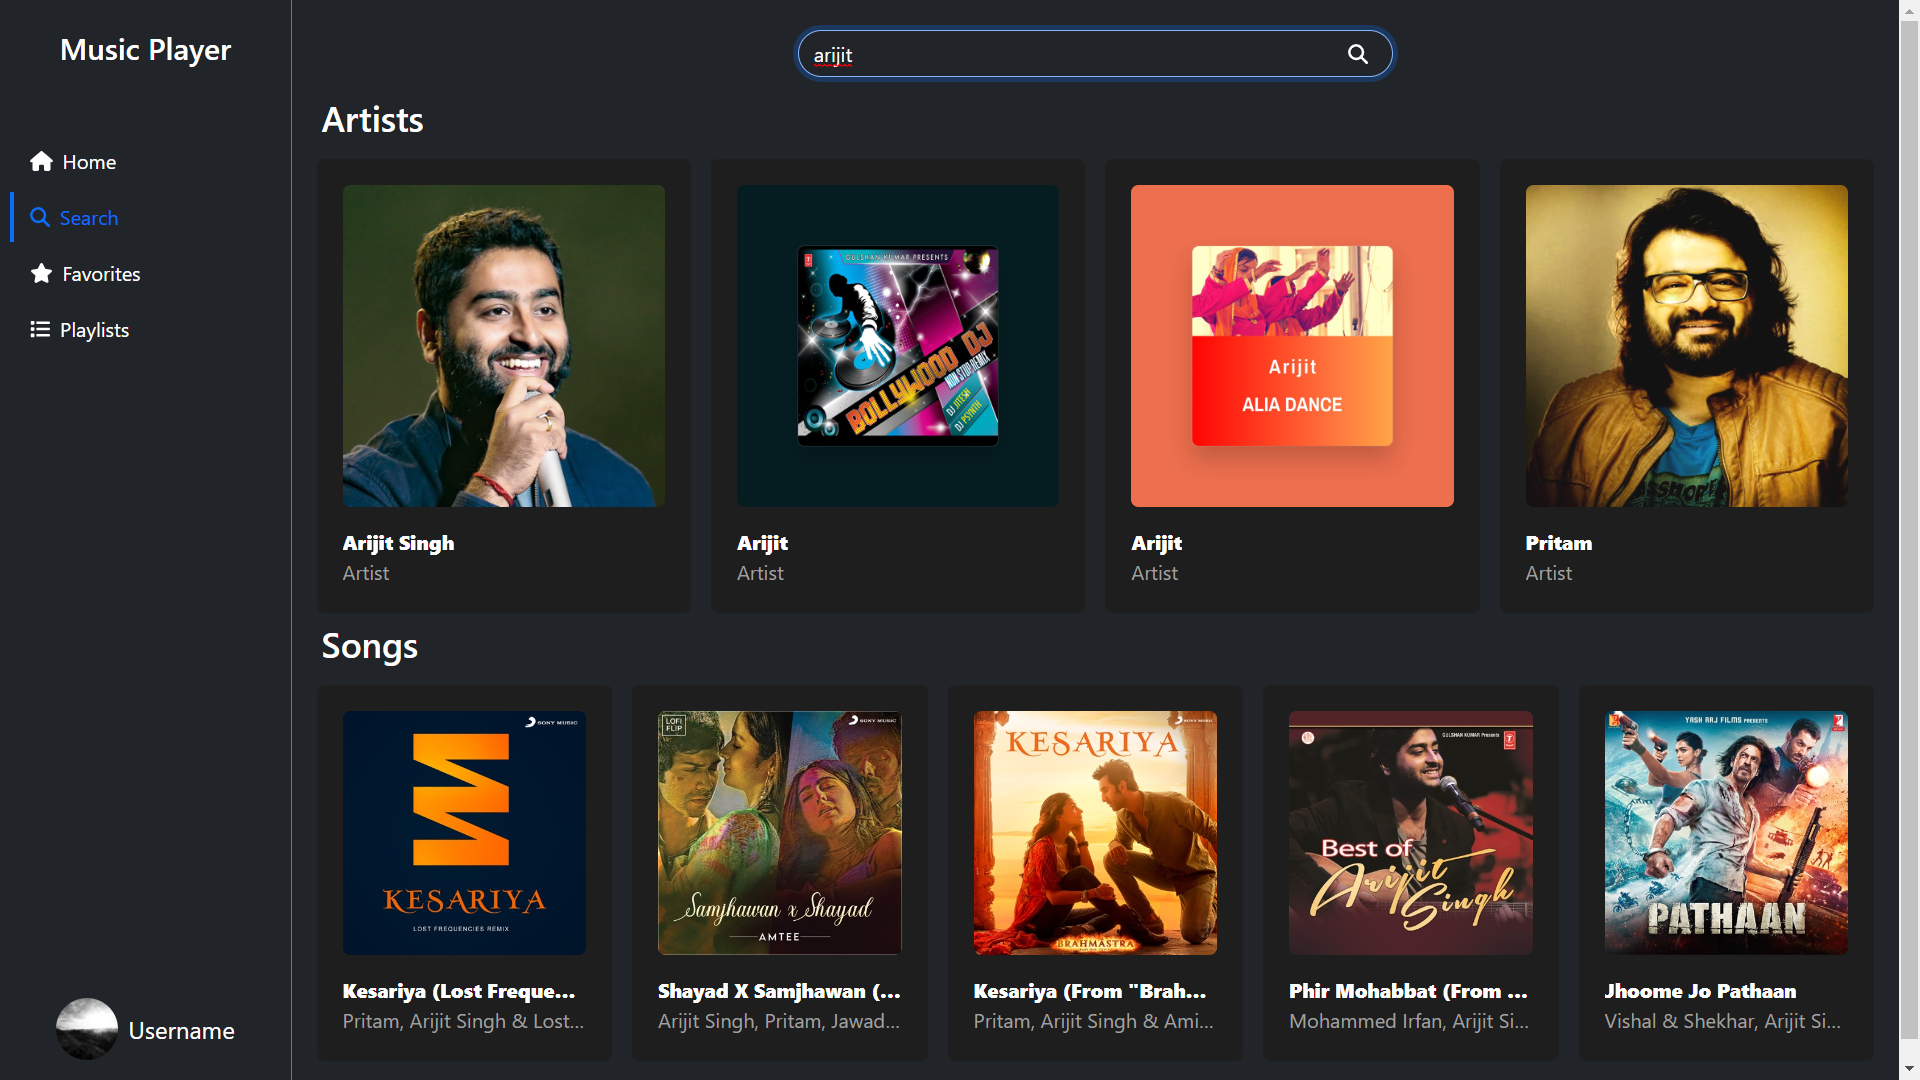 Music Player
Home
Search
Favorites
Playlists
Username
arijit
Artists
GULSHAN KUMAR PRESENTS
BOLLYWOOD DJ
NON STOP REMIX
DJ JITESH
DJ PSYNTH
Arijit
ALIA DANCE
Arijit Singh
Artist
Arijit
Artist
Arijit
Artist
Pritam
Artist
Songs
SONY MUSIC
KESARIYA
LOST FREQUENCIES REMIX
LOFI
FLIP
SONY MUSIC
Samjhawan x Shayad
AMTEE
SONY MUSIC
KESARIYA
BRAHMASTRA
GULSHAN KUMAR Presents
Best of
Arijit
Singh
YASH RAJ FILMS PRESENTS
PATHAAN
Kesariya (Lost Freque...
Pritam, Arijit Singh & Lost...
Shayad X Samjhawan (...
Arijit Singh, Pritam, Jawad...
Kesariya (From "Brah...
Pritam, Arijit Singh & Ami...
Phir Mohabbat (From ...
Mohammed Irfan, Arijit Si...
Jhoome Jo Pathaan
Vishal & Shekhar, Arijit Si...